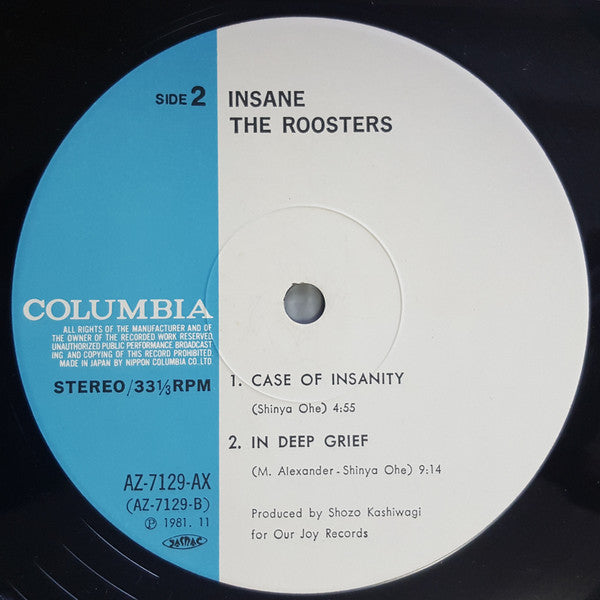 SIDE 2
INSANE
THE ROOSTERS
COLUMBIA
ALL RIGHTS OF THE MANUFACTURER AND OF
THE OWNER OF THE RECORDED WORK RESERVED.
UNAUTHORIZED PUBLIC PERFORMANCE, BROADCAST
ING AND COPYING OF THIS RECORD PROHIBITED.
MADE IN JAPAN BY NIPPON COLUMBIA CO., LTD.
STEREO/33⅓RPM
AZ-7129-AX
(AZ-7129-B)
Ⓟ 1981. 11
JASRAC
1. CASE OF INSANITY
(Shinya Ohe) 4:55
2. IN DEEP GRIEF
(M. Alexander - Shinya Ohe) 9:14
Produced by Shozo Kashiwagi
for Our Joy Records